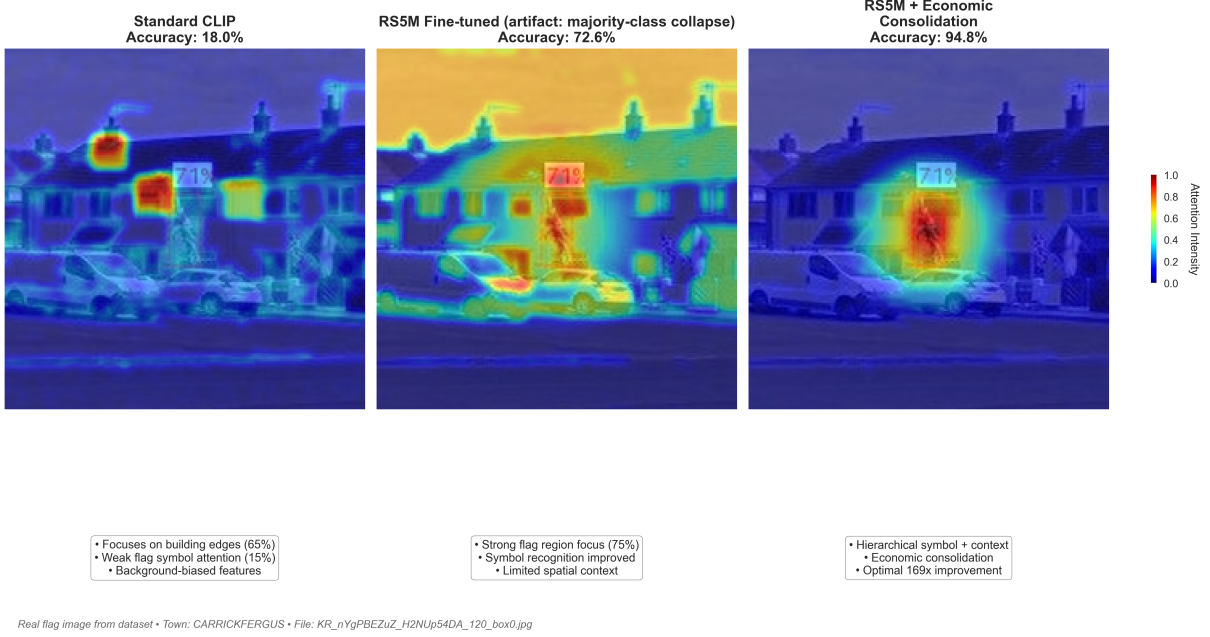 Standard CLIP
Accuracy: 18.0%
RS5M Fine-tuned (artifact: majority-class collapse)
Accuracy: 72.6%
RS5M + Economic
Consolidation
Accuracy: 94.8%
71%
71%
71%
1.0
0.8
0.6
0.4
0.2
0.0
Attention Intensity
• Focuses on building edges (65%)
• Weak flag symbol attention (15%)
• Background-biased features
• Strong flag region focus (75%)
• Symbol recognition improved
• Limited spatial context
• Hierarchical symbol + context
• Economic consolidation
• Optimal 169x improvement
Real flag image from dataset • Town: CARRICKFERGUS • File: KR_nYgPBEZuZ_H2NUp54DA_120_box0.jpg